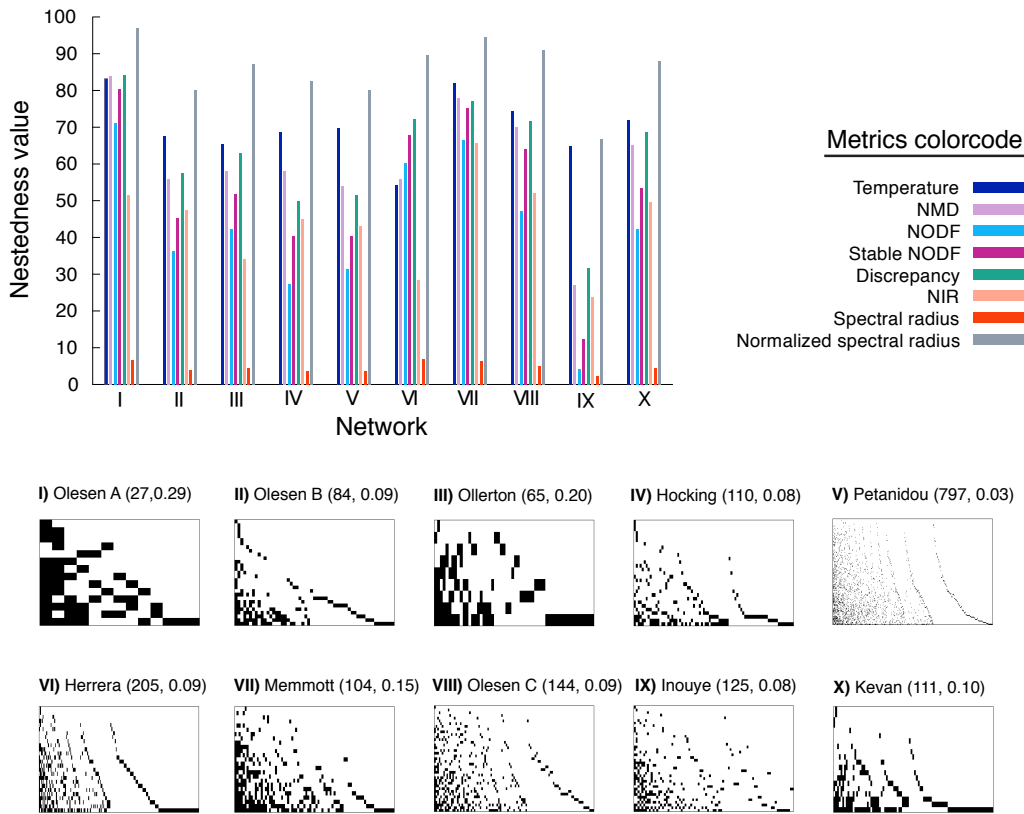 100
90
80
70
60
50
40
30
20
10
0
Nestedness value
I II III IV V VI VII VIII IX X
Network
Metrics colorcode
Temperature
NMD
NODF
Stable NODF
Discrepancy
NIR
Spectral radius
Normalized spectral radius
I) Olesen A (27,0.29)
II) Olesen B (84, 0.09)
III) Ollerton (65, 0.20)
IV) Hocking (110, 0.08)
V) Petanidou (797, 0.03)
VI) Herrera (205, 0.09)
VII) Memmott (104, 0.15)
VIII) Olesen C (144, 0.09)
IX) Inouye (125, 0.08)
X) Kevan (111, 0.10)